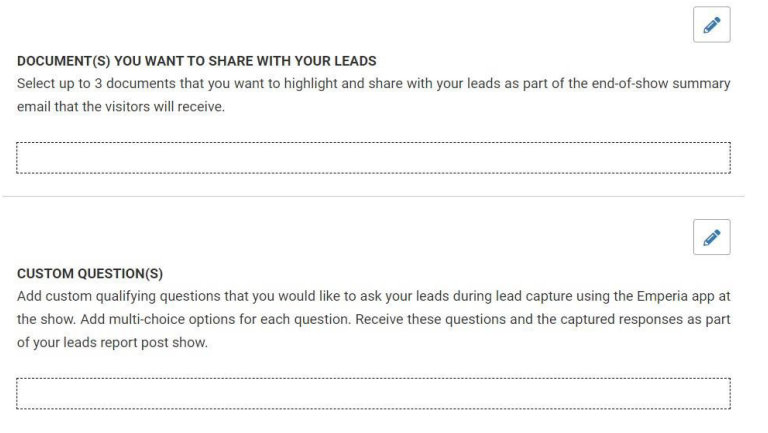 DOCUMENT(S) YOU WANT TO SHARE WITH YOUR LEADS
Select up to 3 documents that you want to highlight and share with your leads as part of the end-of-show summary
email that the visitors will receive.
CUSTOM QUESTION(S)
Add custom qualifying questions that you would like to ask your leads during lead capture using the Emperia app at
the show. Add multi-choice options for each question. Receive these questions and the captured responses as part
of your leads report post show.